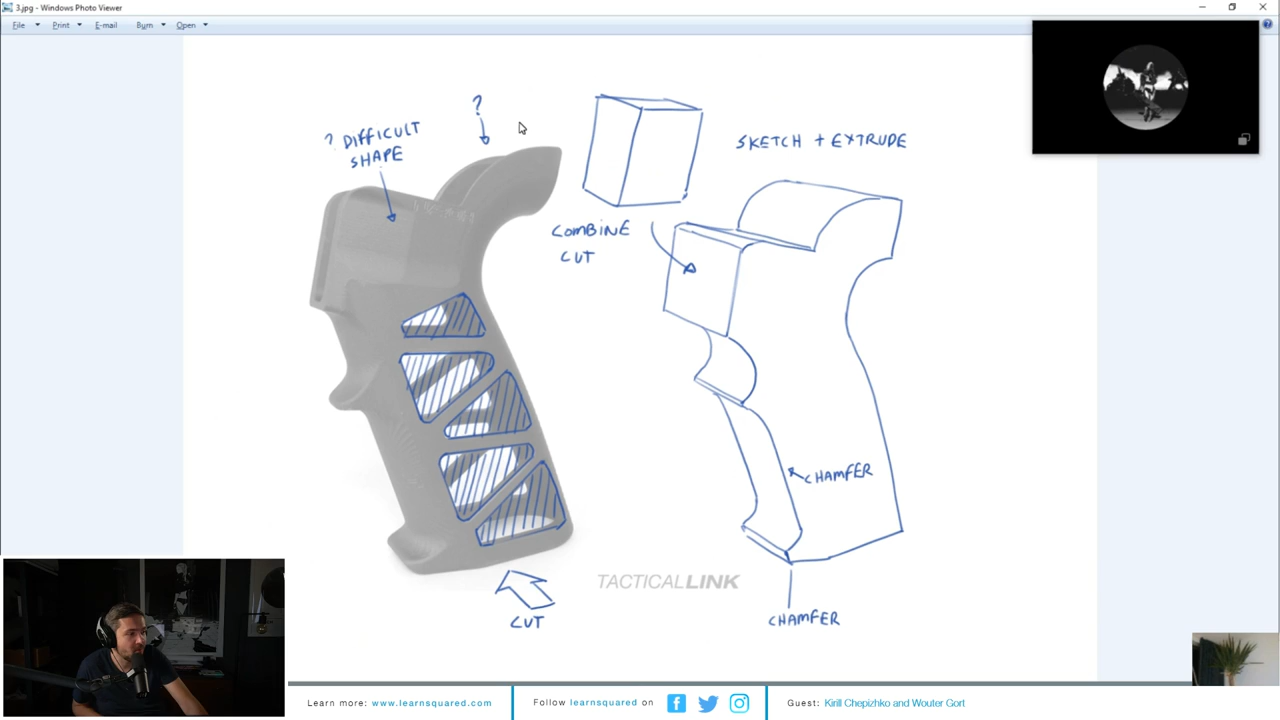 3.jpg - Windows Photo Viewer
File Print E-mail Burn Open
?
? DIFFICULT
SHAPE
SKETCH + EXTRUDE
COMBINE
CUT
CHAMFER
TACTICALLINK
CUT
CHAMFER
Learn more: www.learnsquared.com
Follow learnsquared on
Guest: Kirill Chepizhko and Wouter Gort